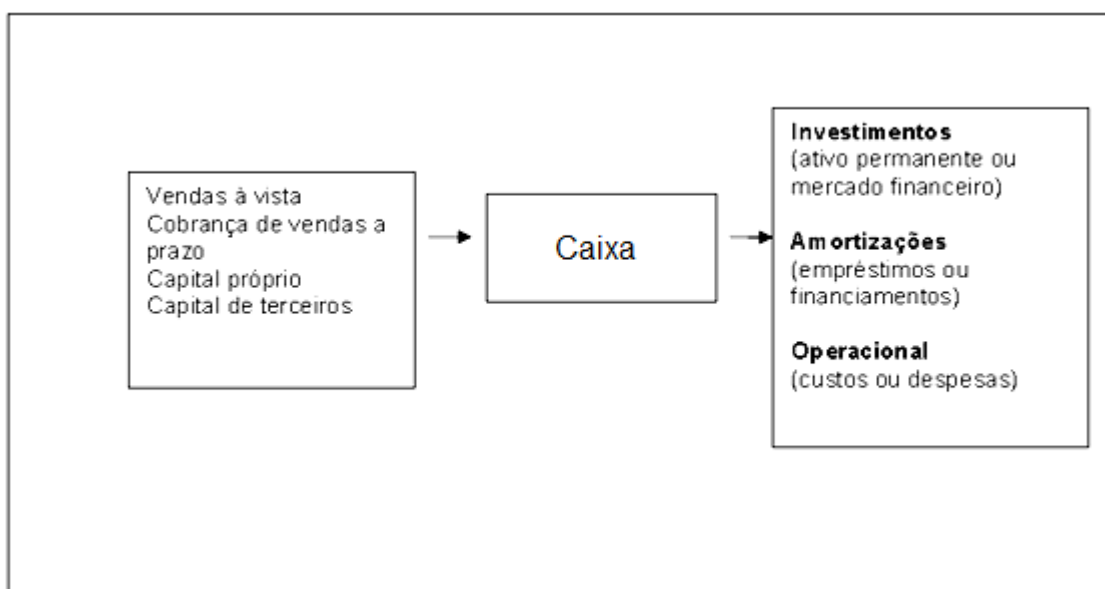 Vendas à vista
Cobrança de vendas a
prazo
Capital próprio
Capital de terceiros
Caixa
Investimentos
(ativo permanente ou
mercado financeiro)
Amortizações
(empréstimos ou
financiamentos)
Operacional
(custos ou despesas)